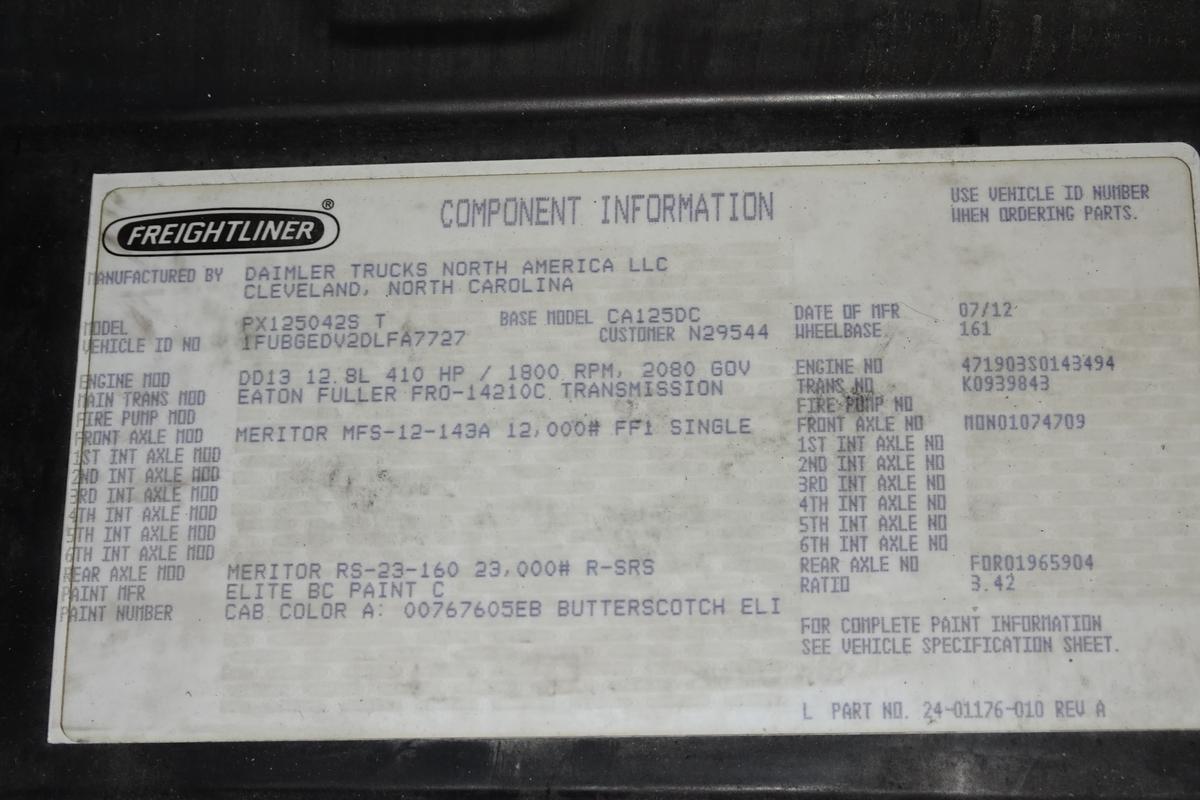 FREIGHTLINER ®
COMPONENT INFORMATION
USE VEHICLE ID NUMBER
WHEN ORDERING PARTS.
MANUFACTURED BY DAIMLER TRUCKS NORTH AMERICA LLC
CLEVELAND, NORTH CAROLINA
MODEL PX125042S T BASE MODEL CA125DC DATE OF MFR 07/12
VEHICLE ID NO 1FUBGEDV2DLFA7727 CUSTOMER N29544 WHEELBASE 161
ENGINE MOD DD13 12.8L 410 HP / 1800 RPM, 2080 GOV ENGINE NO 471903S0143494
MAIN TRANS MOD EATON FULLER FRO-14210C TRANSMISSION TRANS NO K0939843
FIRE PUMP MOD FIRE PUMP NO
FRONT AXLE MOD MERITOR MFS-12-143A 12,000# FF1 SINGLE FRONT AXLE NO MON01074709
1ST INT AXLE MOD 1ST INT AXLE NO
2ND INT AXLE MOD 2ND INT AXLE NO
3RD INT AXLE MOD 3RD INT AXLE NO
4TH INT AXLE MOD 4TH INT AXLE NO
5TH INT AXLE MOD 5TH INT AXLE NO
6TH INT AXLE MOD 6TH INT AXLE NO
REAR AXLE MOD MERITOR RS-23-160 23,000# R-SRS REAR AXLE NO FOR01965904
PAINT MFR ELITE BC PAINT C RATIO 3.42
PAINT NUMBER CAB COLOR A: 00767605EB BUTTERSCOTCH ELI
FOR COMPLETE PAINT INFORMATION
SEE VEHICLE SPECIFICATION SHEET.
L PART NO. 24-01176-010 REV A